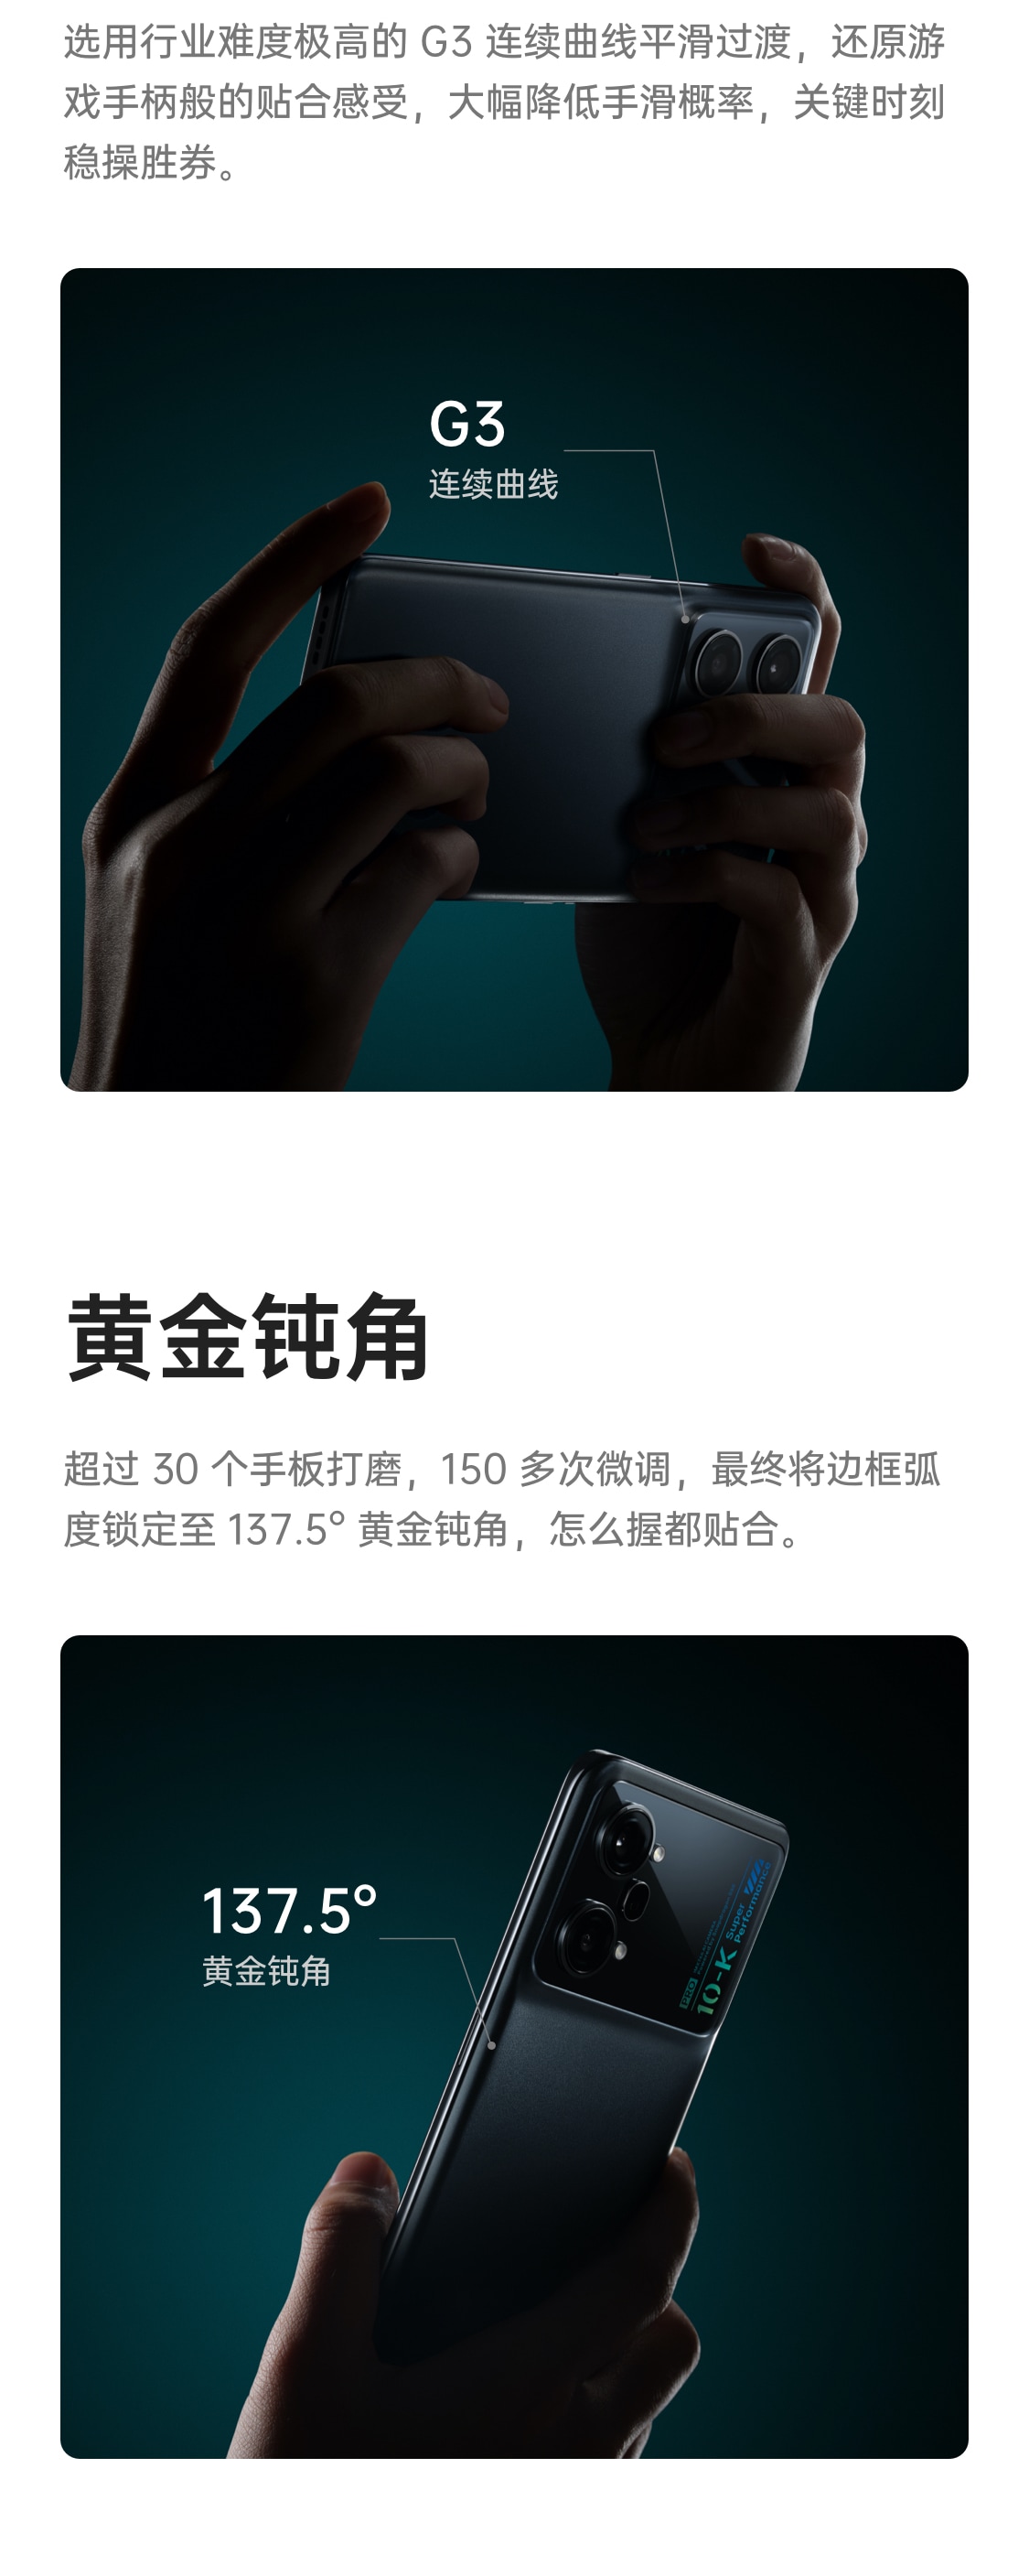 选用行业难度极高的 G3 连续曲线平滑过渡，还原游
戏手柄般的贴合感受，大幅降低手滑概率，关键时刻
稳操胜券。
G3
连续曲线
黄金钝角
超过 30 个手板打磨，150 多次微调，最终将边框弧
度锁定至 137.5° 黄金钝角，怎么握都贴合。
137.5°
黄金钝角
PRO
10-K
Super
Performance